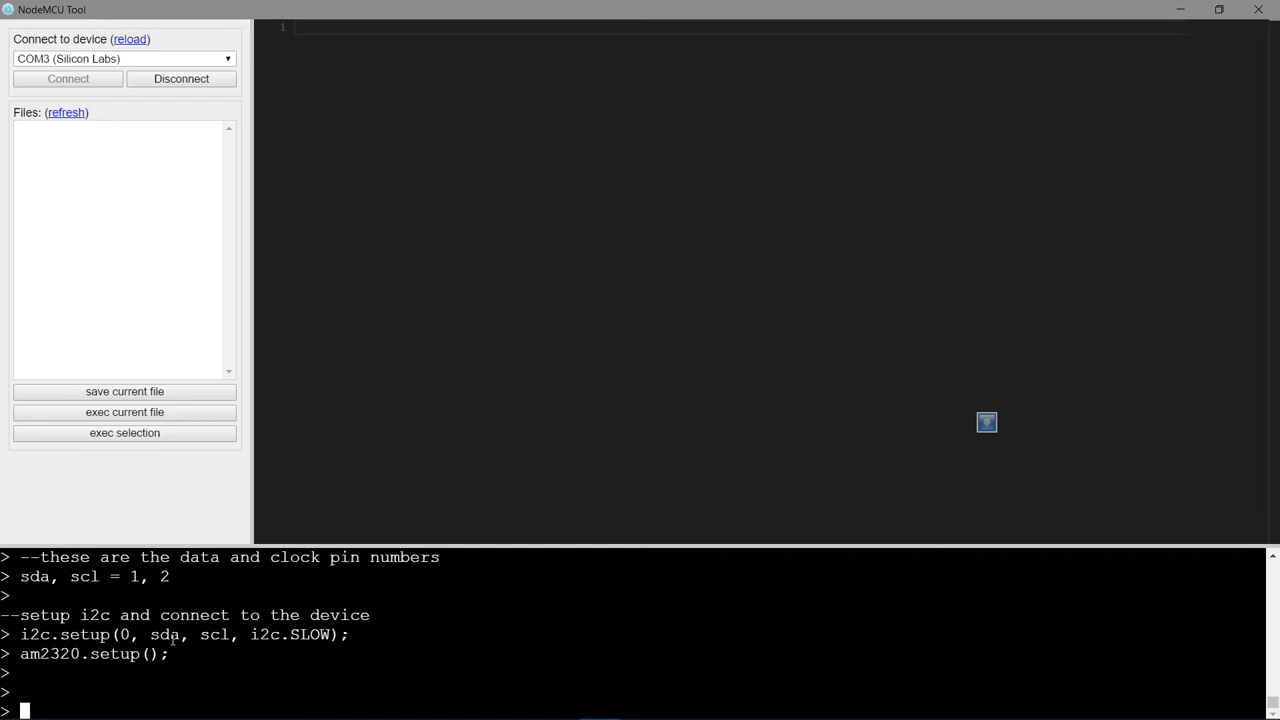 NodeMCU Tool
Connect to device (reload)
COM3 (Silicon Labs)
Connect
Disconnect
Files: (refresh)
save current file
exec current file
exec selection
1
> --these are the data and clock pin numbers
> sda, scl = 1, 2
>
--setup i2c and connect to the device
> i2c.setup(0, sda, scl, i2c.SLOW);
> am2320.setup();
>
>
>